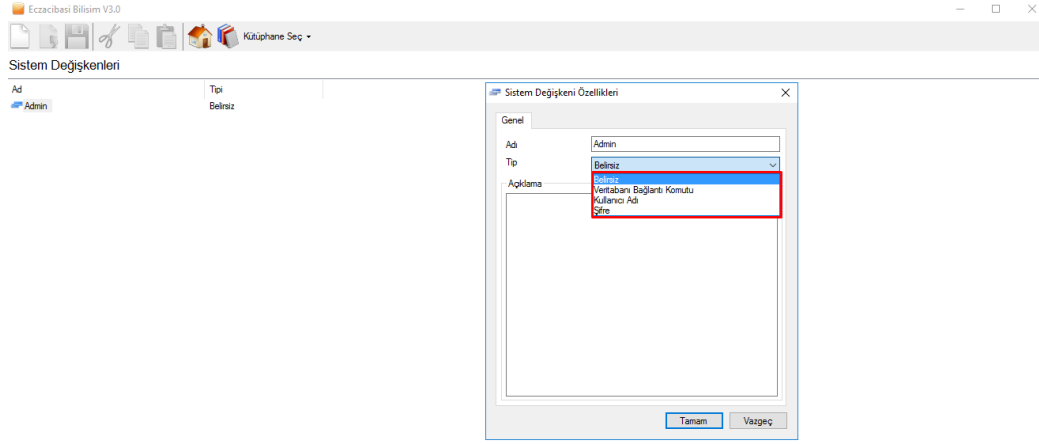 Eczacibasi Bilisim V3.0
Kütüphane Seç
Sistem Değişkenleri
Ad Tipi
Admin Belirsiz
Sistem Değişkeni Özellikleri
Genel
Adı Admin
Tip Belirsiz
Belirsiz
Açıklama
Veritabanı Bağlantı Komutu
Kullanıcı Adı
Şifre
Tamam Vazgeç